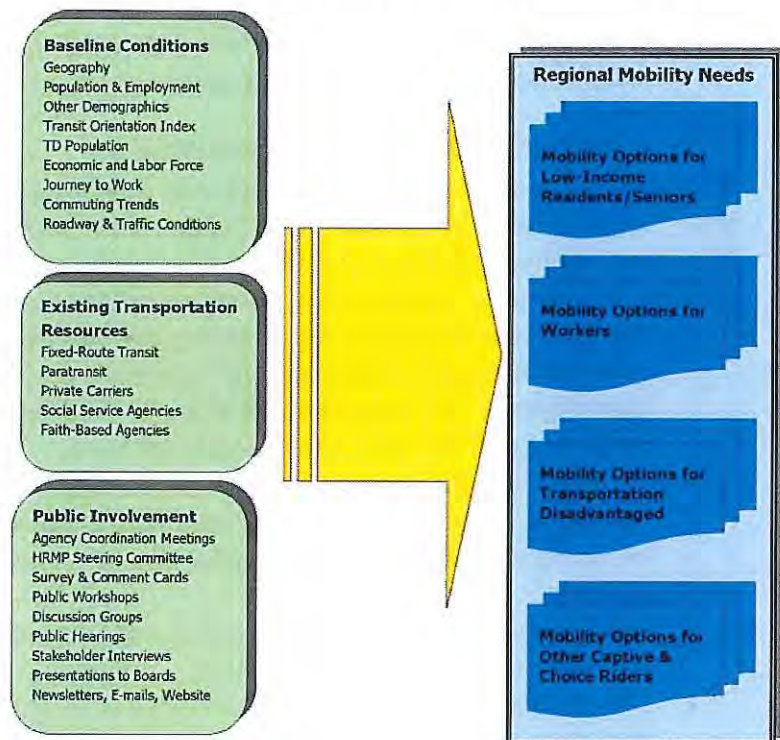 Baseline Conditions
Geography
Population & Employment
Other Demographics
Transit Orientation Index
TD Population
Economic and Labor Force
Journey to Work
Commuting Trends
Roadway & Traffic Conditions
Existing Transportation
Resources
Fixed-Route Transit
Paratransit
Private Carriers
Social Service Agencies
Faith-Based Agencies
Public Involvement
Agency Coordination Meetings
HRMP Steering Committee
Survey & Comment Cards
Public Workshops
Discussion Groups
Public Hearings
Stakeholder Interviews
Presentations to Boards
Newsletters, E-mails, Website
Regional Mobility Needs
Mobility Options for
Low-Income
Residents/Seniors
Mobility Options for
Workers
Mobility Options for
Transportation
Disadvantaged
Mobility Options for
Other Captive &
Choice Riders